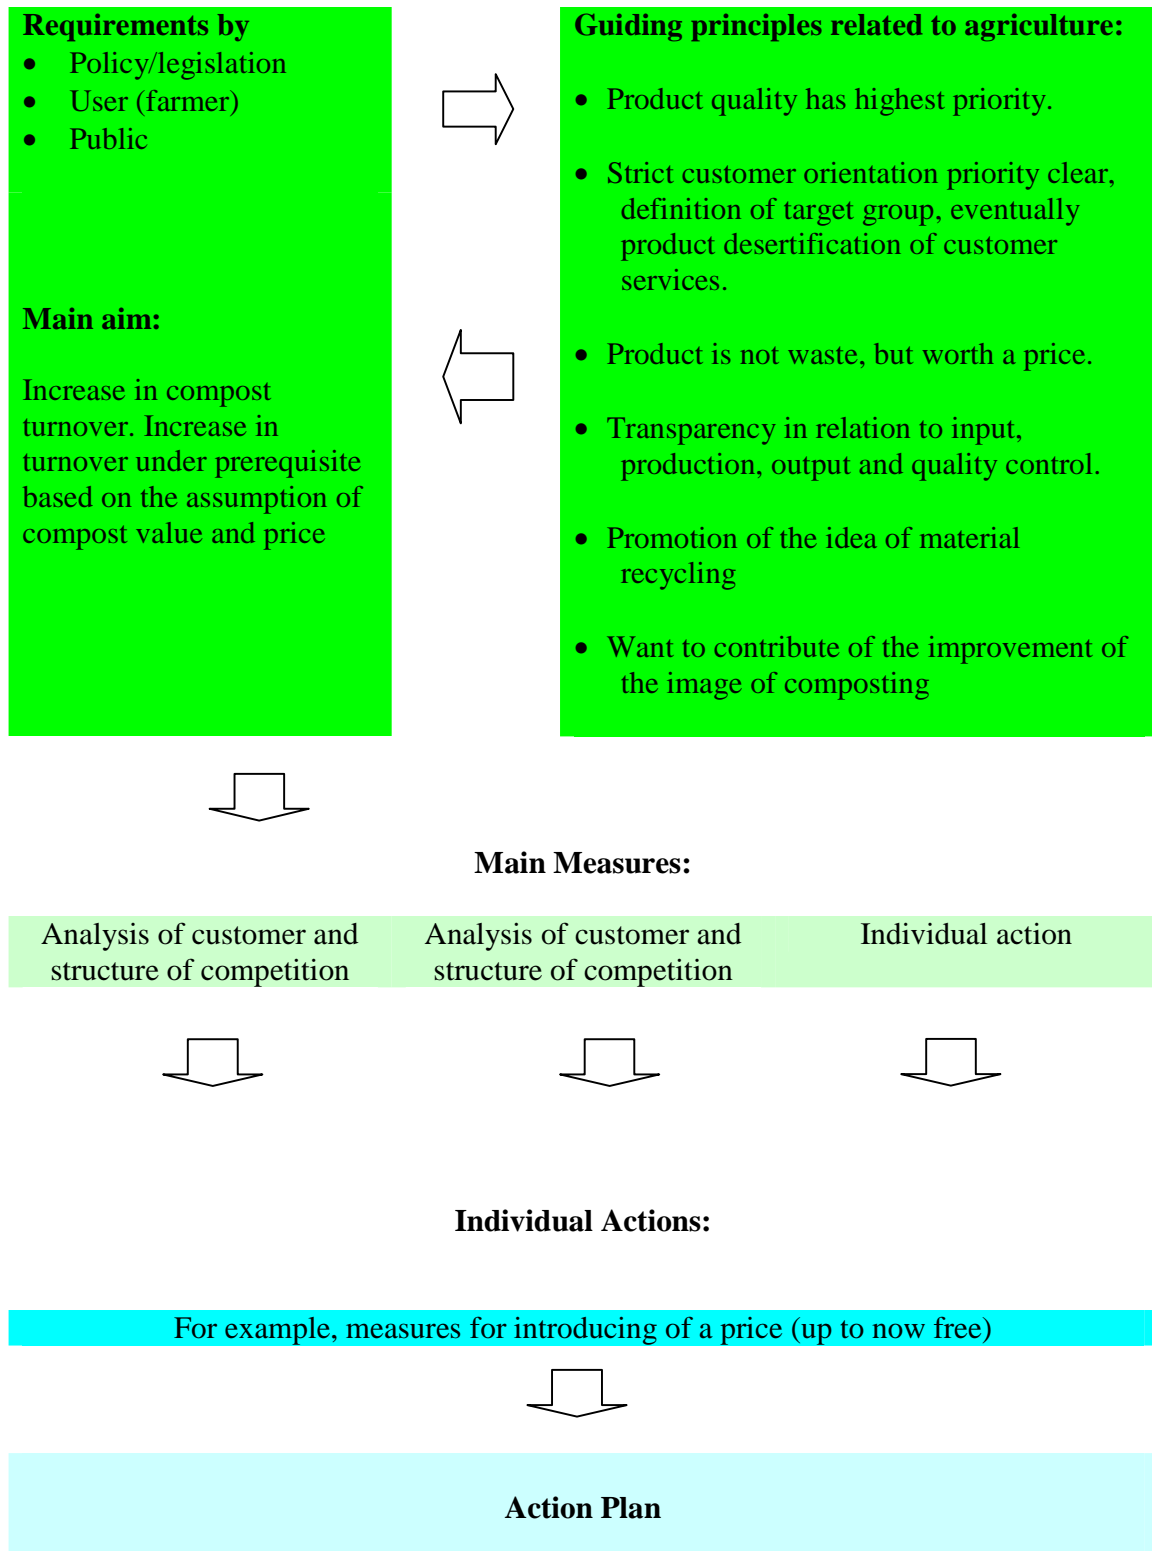 Requirements by
• Policy/legislation
• User (farmer)
• Public
Main aim:
Increase in compost
turnover. Increase in
turnover under prerequisite
based on the assumption of
compost value and price
Guiding principles related to agriculture:
• Product quality has highest priority.
• Strict customer orientation priority clear,
definition of target group, eventually
product desertification of customer
services.
• Product is not waste, but worth a price.
• Transparency in relation to input,
production, output and quality control.
• Promotion of the idea of material
recycling
• Want to contribute of the improvement of
the image of composting
Main Measures:
Analysis of customer and
structure of competition
Analysis of customer and
structure of competition
Individual action
Individual Actions:
For example, measures for introducing of a price (up to now free)
Action Plan